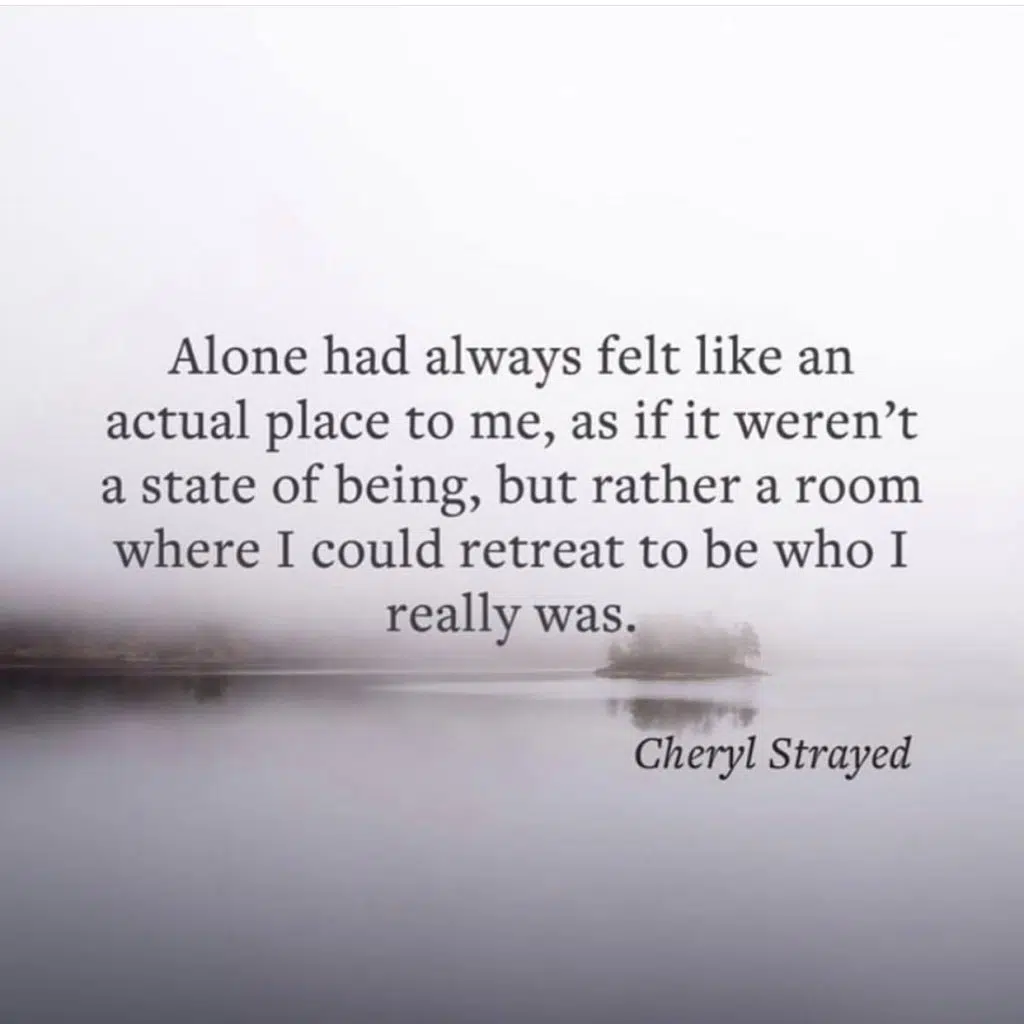 Alone had always felt like an
actual place to me, as if it weren’t
a state of being, but rather a room
where I could retreat to be who I
really was.
Cheryl Strayed